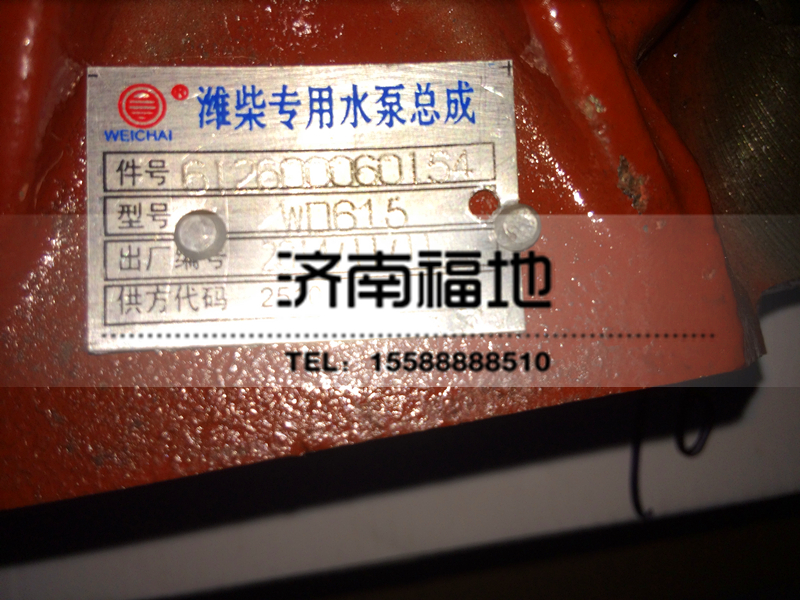 潍柴专用水泵总成
WEICHAI
件号 612600060154
型号 WD615
出厂编号
供方代码
济南福地
TEL: 15588888510